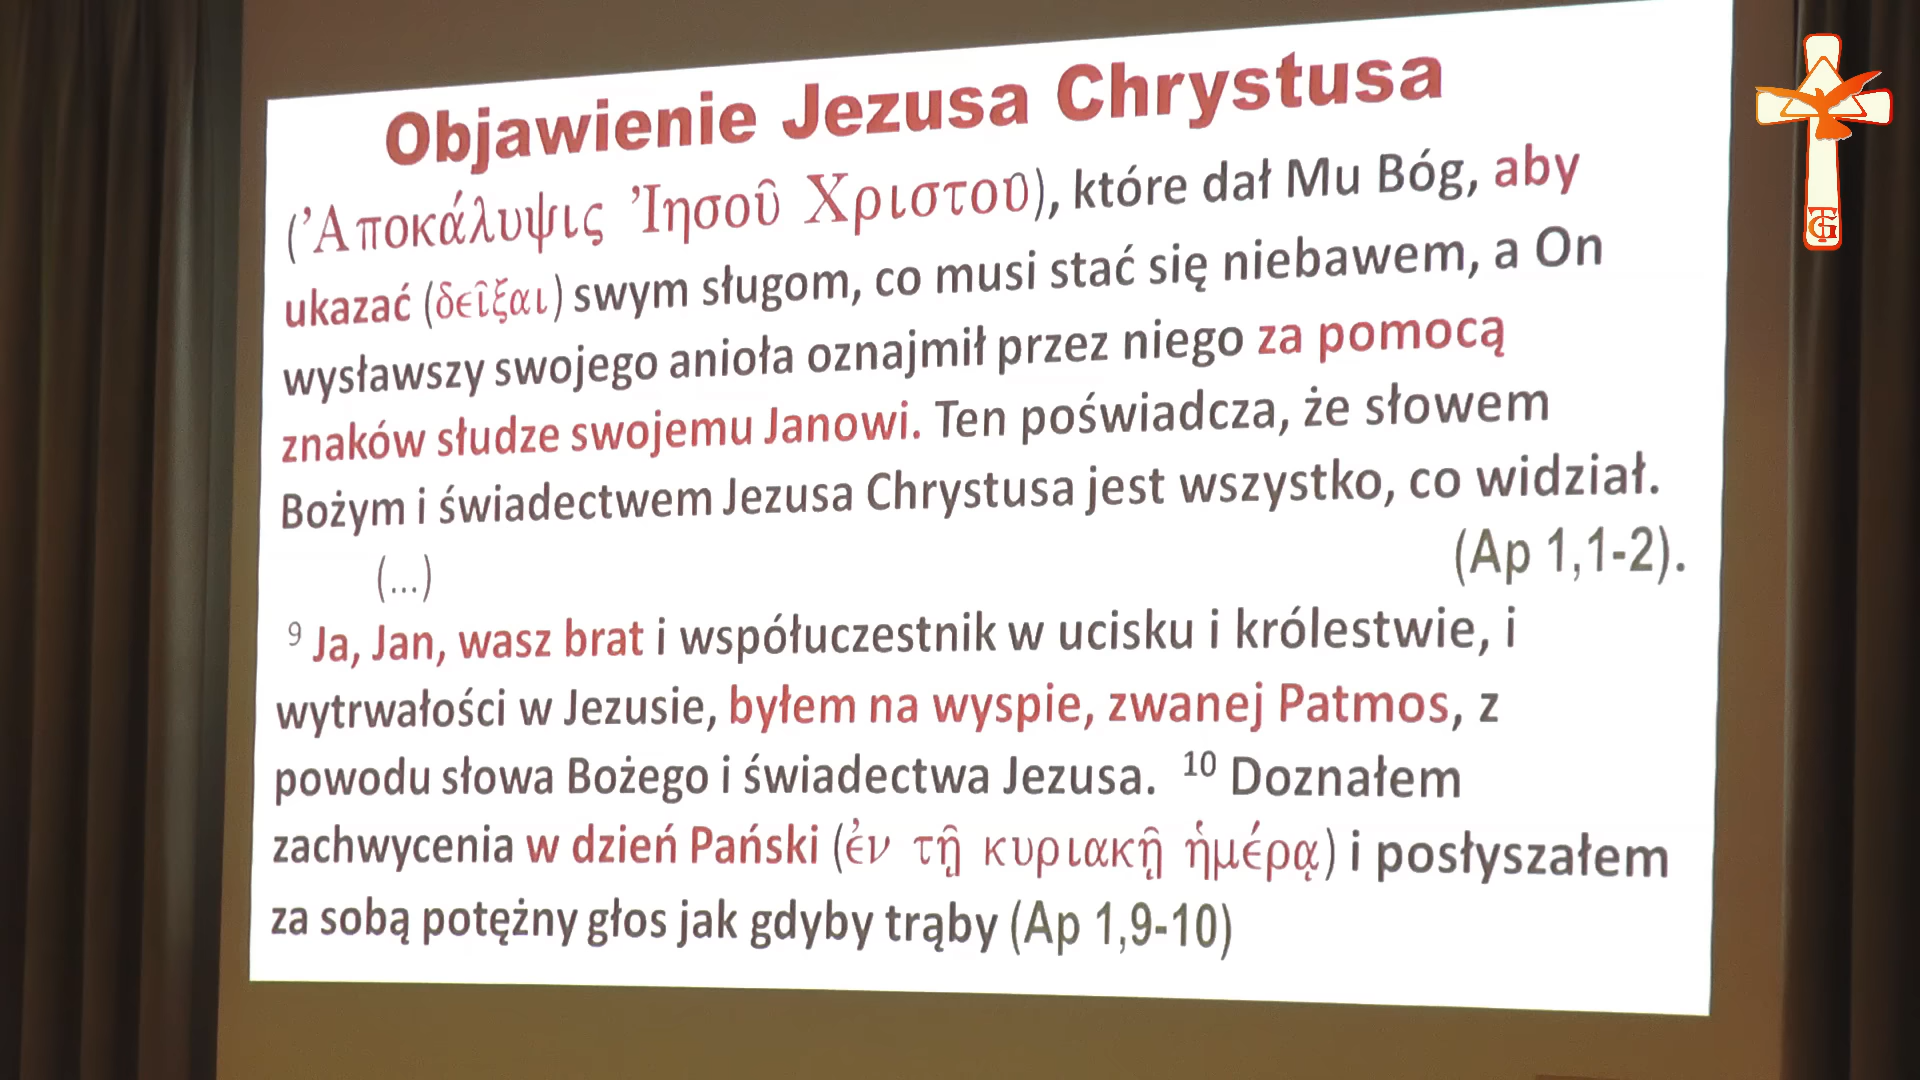 Objawienie Jezusa Chrystusa
(Ἀποκάλυψις Ἰησοῦ Χριστοῦ), które dał Mu Bóg, aby
ukazać (δεῖξαι) swym sługom, co musi stać się niebawem, a On
wysławszy swojego anioła oznajmił przez niego za pomocą
znaków słudze swojemu Janowi. Ten poświadcza, że słowem
Bożym i świadectwem Jezusa Chrystusa jest wszystko, co widział.
(...) (Ap 1,1-2).
9 Ja, Jan, wasz brat i współuczestnik w ucisku i królestwie, i
wytrwałości w Jezusie, byłem na wyspie, zwanej Patmos, z
powodu słowa Bożego i świadectwa Jezusa. 10 Doznałem
zachwycenia w dzień Pański (ἐν τῇ κυριακῇ ἡμέρᾳ) i posłyszałem
za sobą potężny głos jak gdyby trąby (Ap 1,9-10)